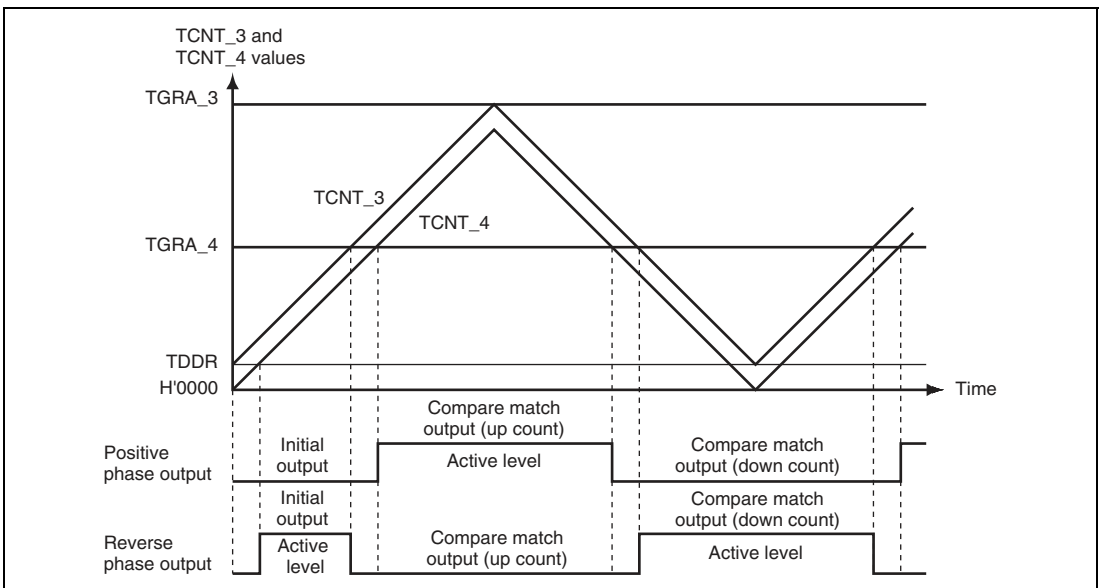 TCNT_3 and
TCNT_4 values
TGRA_3
TCNT_3
TCNT_4
TGRA_4
TDDR
H'0000
Time
Compare match
output (up count)
Positive
phase output
Initial
output
Active level
Compare match
output (down count)
Initial
output
Compare match
output (down count)
Reverse
phase output
Active
level
Compare match
output (up count)
Active level